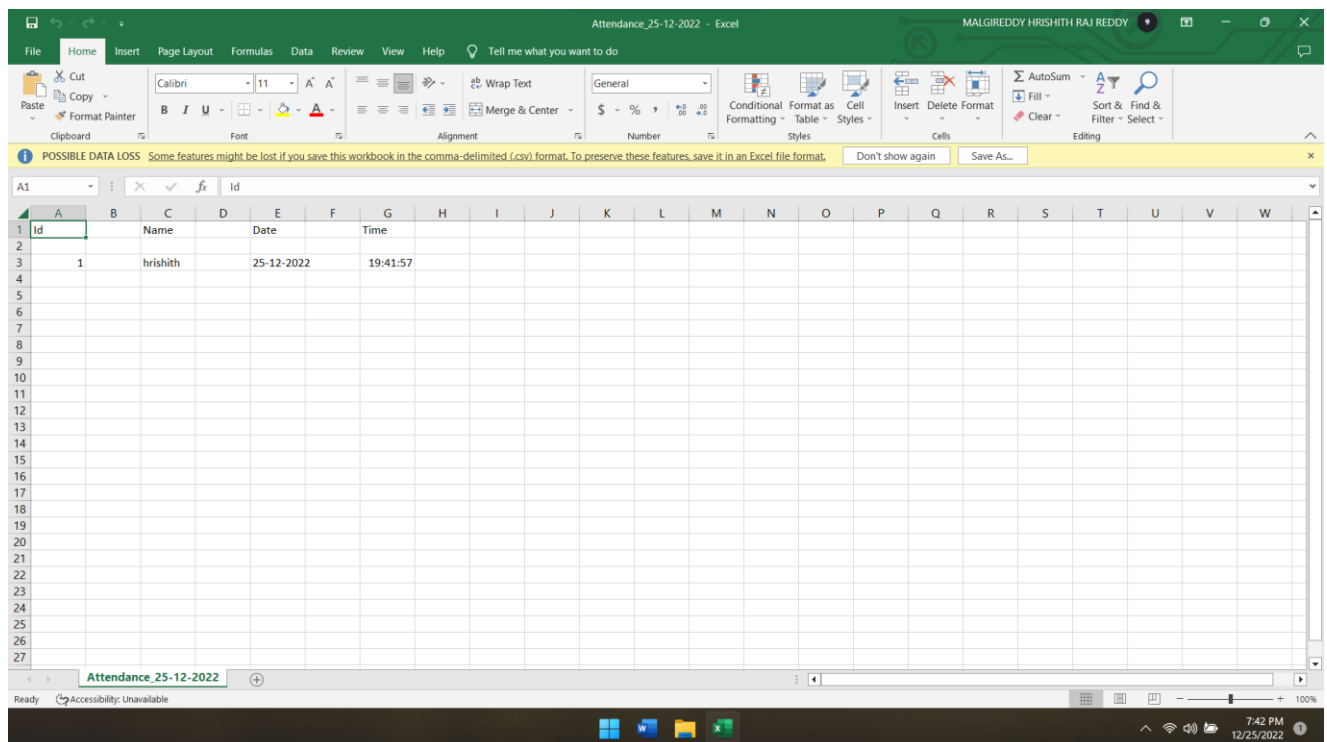 Attendance_25-12-2022 - Excel MALGIREDDY HRISHITH RAJ REDDY
File Home Insert Page Layout Formulas Data Review View Help Tell me what you want to do
Paste
Cut
Copy
Format Painter
Clipboard
Calibri 11
B I U
Font
Wrap Text
Merge & Center
Alignment
General
$ % ,
Number
Conditional Formatting
Format as Table
Cell Styles
Styles
Insert Delete Format
Cells
AutoSum
Fill
Clear
Sort & Filter
Find & Select
Editing
POSSIBLE DATA LOSS Some features might be lost if you save this workbook in the comma-delimited (.csv) format. To preserve these features, save it in an Excel file format. Don't show again Save As...
A1 fx Id
A B C D E F G H I J K L M N O P Q R S T U V W
1 Id Name Date Time
2
3 1 hrishith 25-12-2022 19:41:57
4
5
6
7
8
9
10
11
12
13
14
15
16
17
18
19
20
21
22
23
24
25
26
27
Attendance_25-12-2022
Ready Accessibility: Unavailable 100%
7:42 PM
12/25/2022 1